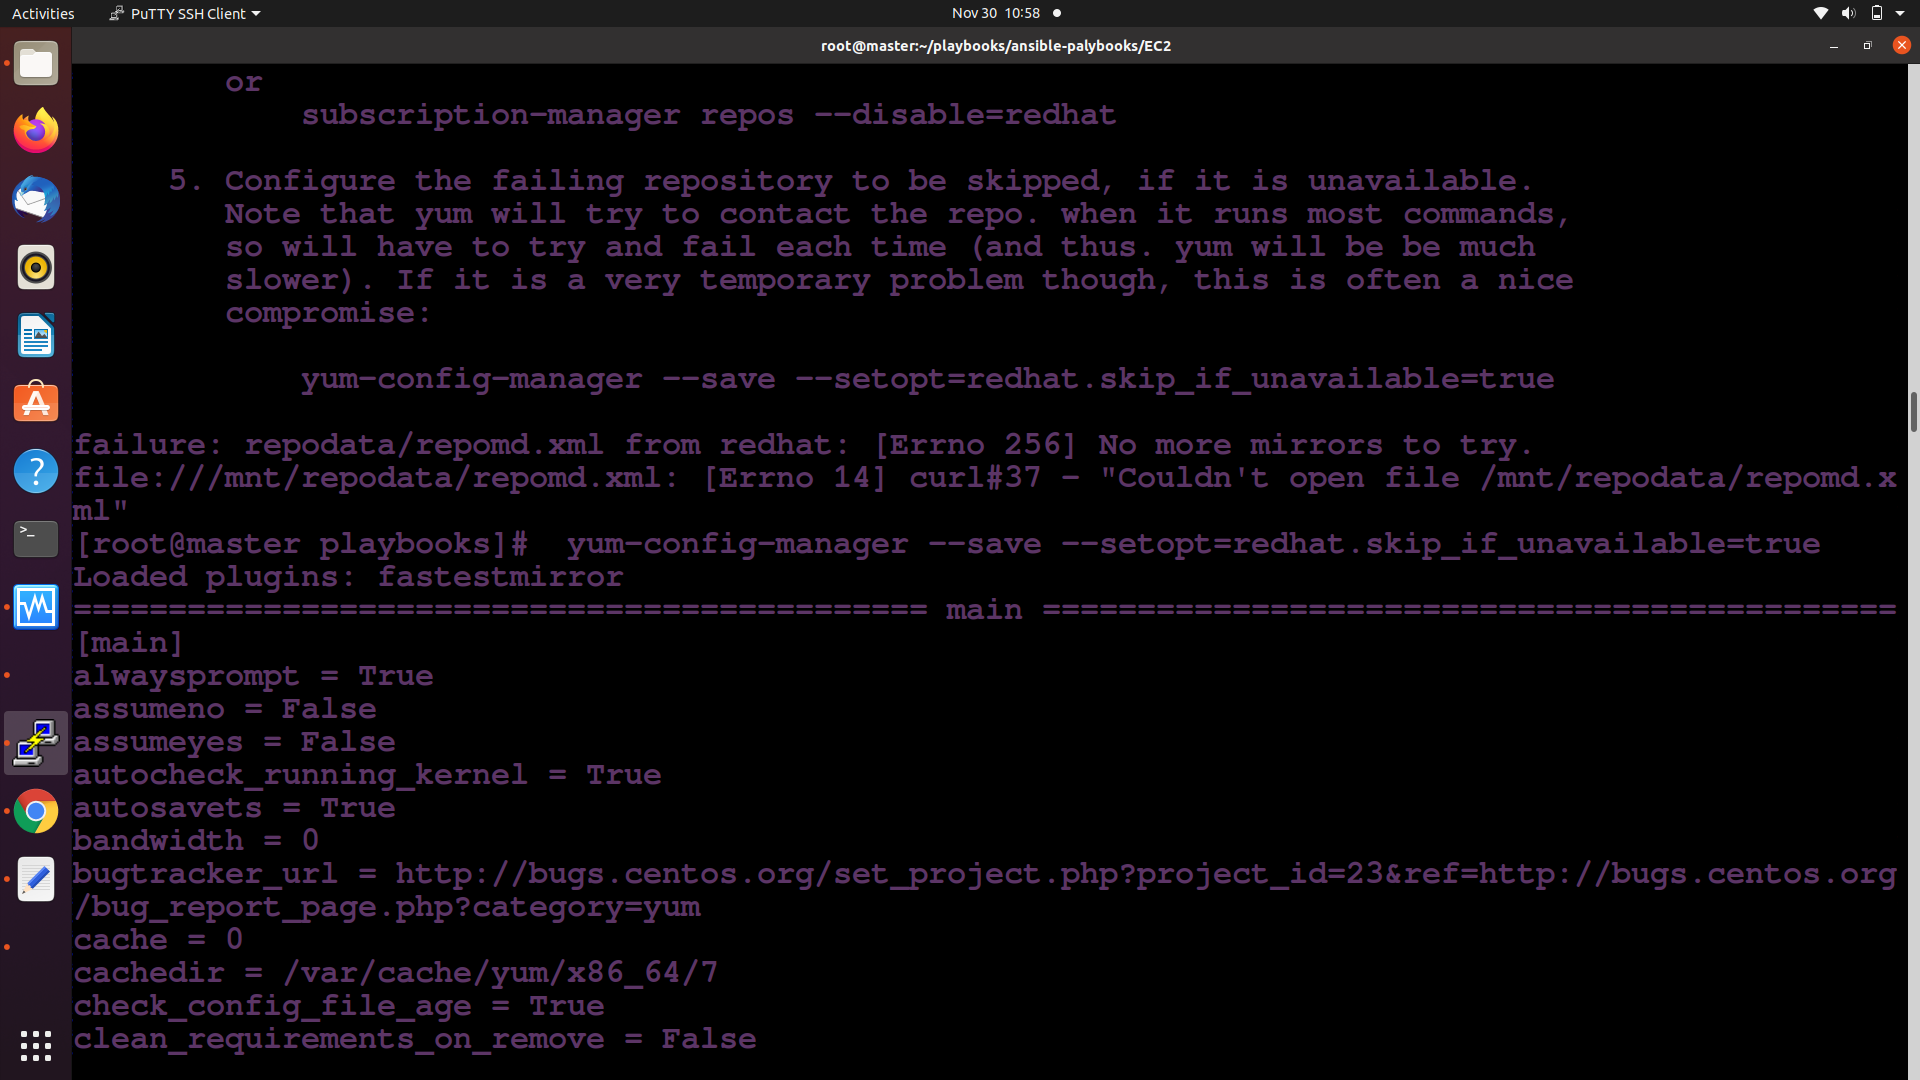 Activities PuTTY SSH Client Nov 30 10:58
root@master:~/playbooks/ansible-palybooks/EC2
or
subscription-manager repos --disable=redhat
5. Configure the failing repository to be skipped, if it is unavailable.
Note that yum will try to contact the repo. when it runs most commands,
so will have to try and fail each time (and thus. yum will be be much
slower). If it is a very temporary problem though, this is often a nice
compromise:
yum-config-manager --save --setopt=redhat.skip_if_unavailable=true
failure: repodata/repomd.xml from redhat: [Errno 256] No more mirrors to try.
file:///mnt/repodata/repomd.xml: [Errno 14] curl#37 - "Couldn't open file /mnt/repodata/repomd.x
ml"
[root@master playbooks]#  yum-config-manager --save --setopt=redhat.skip_if_unavailable=true
Loaded plugins: fastestmirror
============================================= main =============================================
[main]
alwaysprompt = True
assumeno = False
assumeyes = False
autocheck_running_kernel = True
autosavets = True
bandwidth = 0
bugtracker_url = http://bugs.centos.org/set_project.php?project_id=23&ref=http://bugs.centos.org
/bug_report_page.php?category=yum
cache = 0
cachedir = /var/cache/yum/x86_64/7
check_config_file_age = True
clean_requirements_on_remove = False